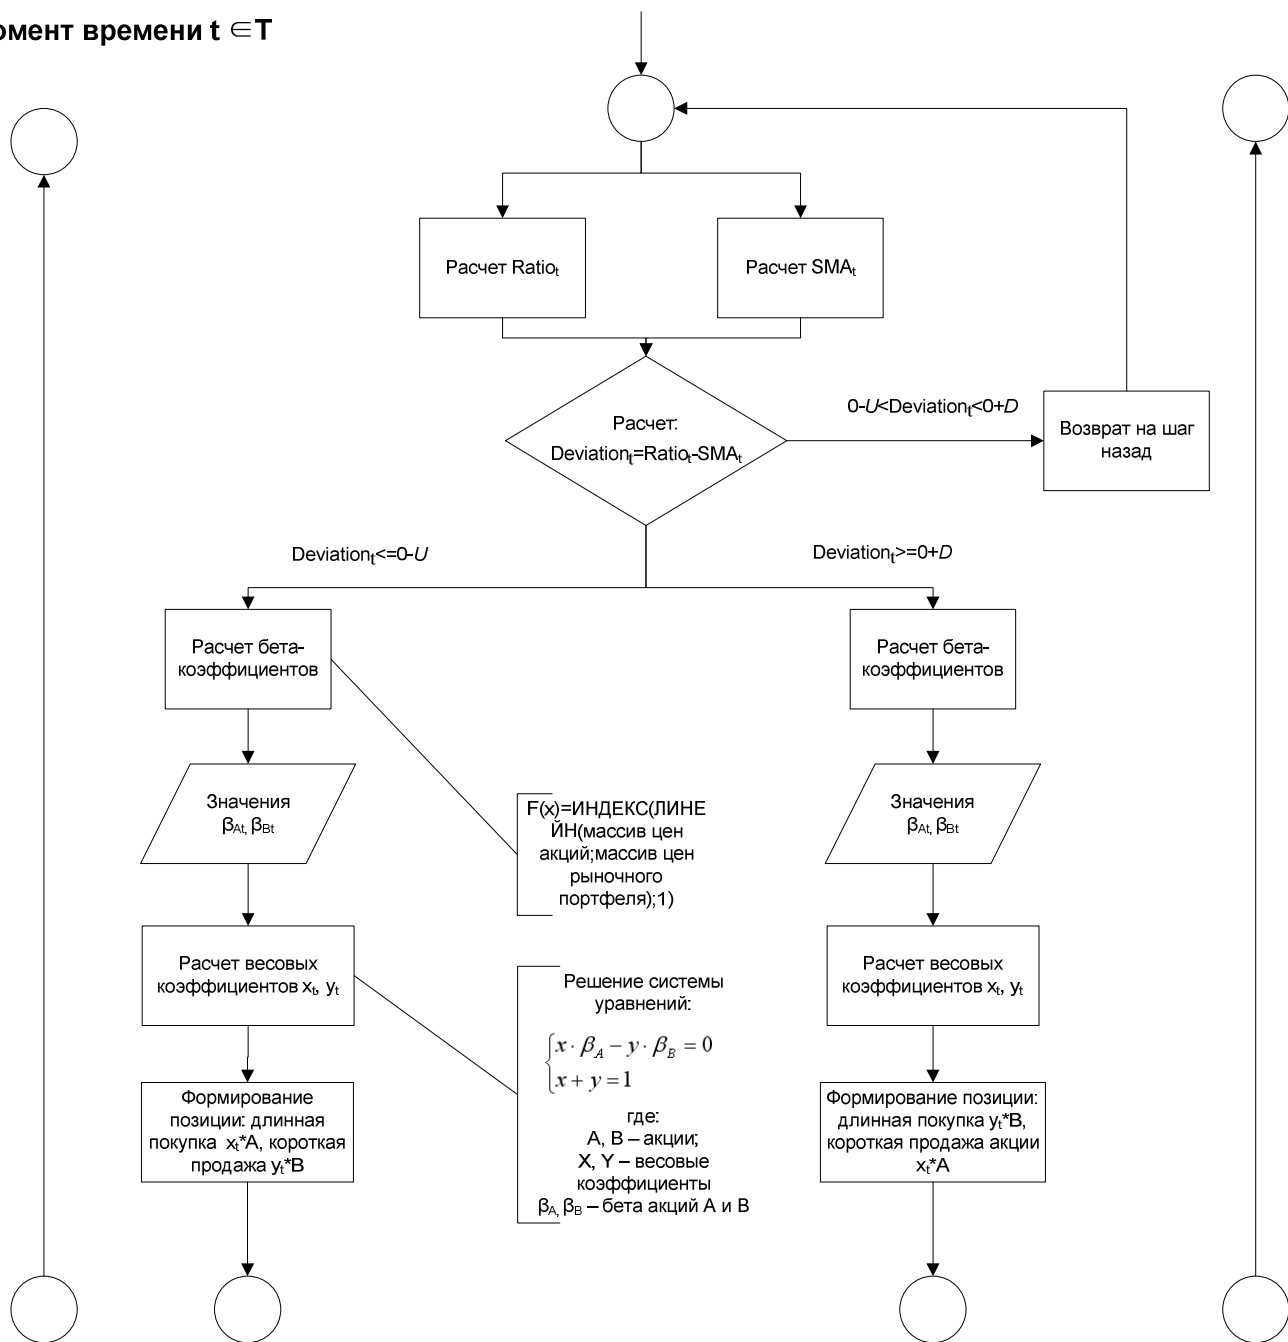 омент времени t ∈T
Расчет Ratioₜ
Расчет SMAₜ
0-U<Deviationₜ<0+D
Расчет:
Deviationₜ=Ratioₜ-SMAₜ
Возврат на шаг
назад
Deviationₜ<=0-U
Deviationₜ>=0+D
Расчет бета-
коэффициентов
Расчет бета-
коэффициентов
Значения
βAt, βBt
F(x)=ИНДЕКС(ЛИНЕ
ЙН(массив цен
акций;массив цен
рыночного
портфеля);1)
Значения
βAt, βBt
Расчет весовых
коэффициентов xₜ, yₜ
Решение системы
уравнений:
x · βA − y · βB = 0
x + y = 1
где:
A, B – акции;
X, Y – весовые
коэффициенты
βA, βB – бета акций А и В
Расчет весовых
коэффициентов xₜ, yₜ
Формирование
позиции: длинная
покупка xₜ*A, короткая
продажа yₜ*B
Формирование позиции:
длинная покупка yₜ*B,
короткая продажа акции
xₜ*A